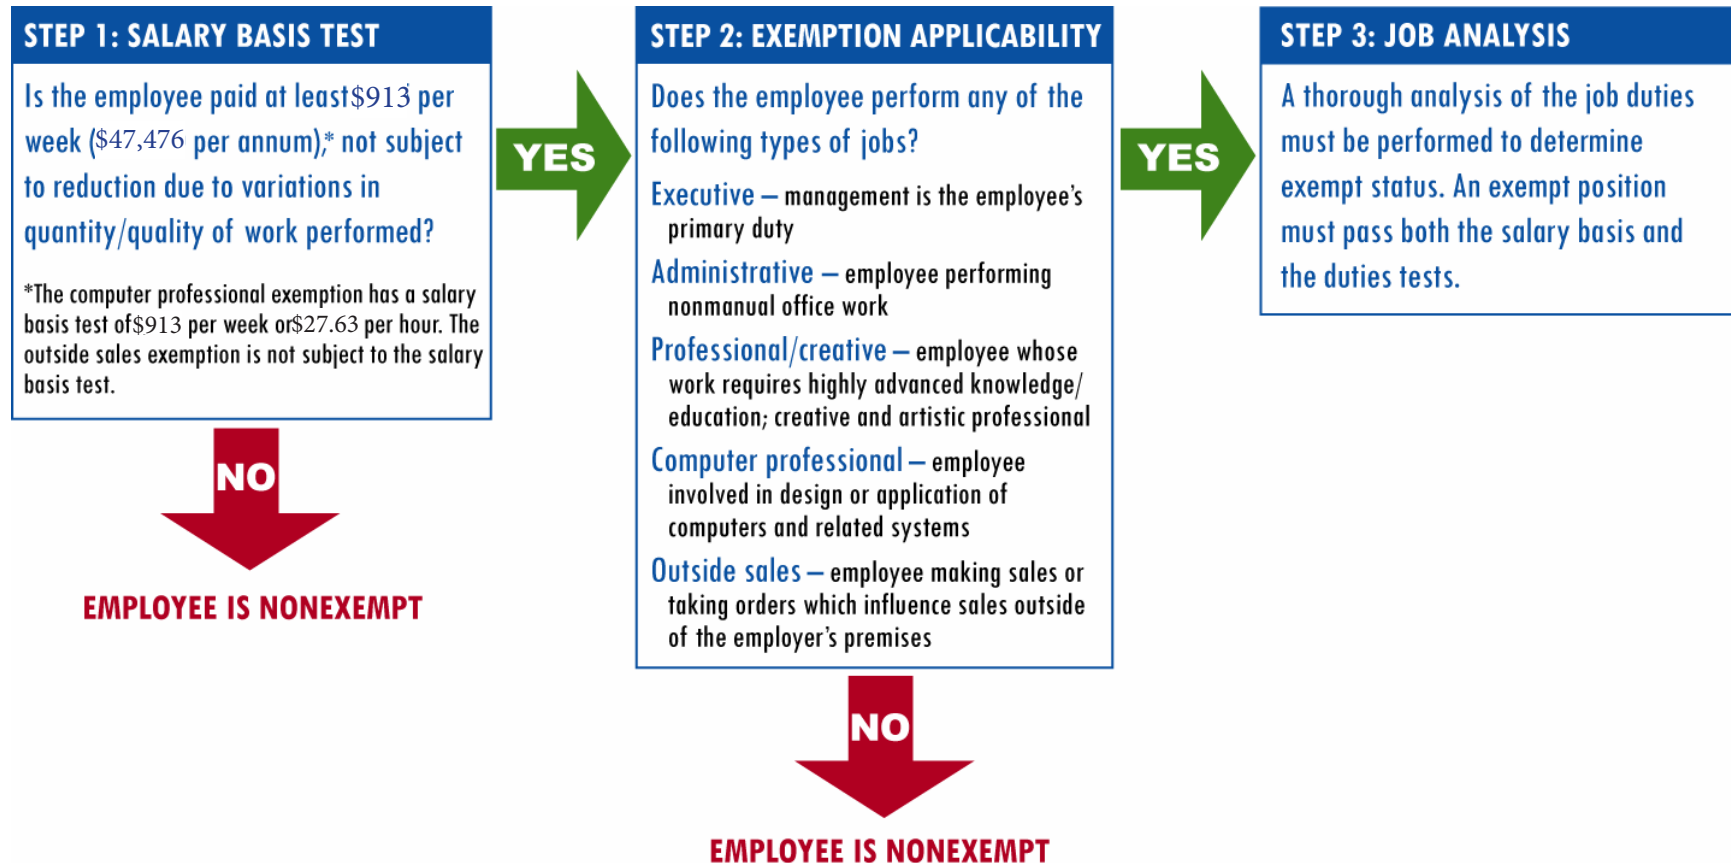 STEP 1: SALARY BASIS TEST
Is the employee paid at least $913 per
week ($47,476 per annum),* not subject
to reduction due to variations in
quantity/quality of work performed?
*The computer professional exemption has a salary
basis test of $913 per week or $27.63 per hour. The
outside sales exemption is not subject to the salary
basis test.
NO
EMPLOYEE IS NONEXEMPT
YES
STEP 2: EXEMPTION APPLICABILITY
Does the employee perform any of the
following types of jobs?
Executive – management is the employee's
primary duty
Administrative – employee performing
nonmanual office work
Professional/creative – employee whose
work requires highly advanced knowledge/
education; creative and artistic professional
Computer professional – employee
involved in design or application of
computers and related systems
Outside sales – employee making sales or
taking orders which influence sales outside
of the employer's premises
NO
EMPLOYEE IS NONEXEMPT
YES
STEP 3: JOB ANALYSIS
A thorough analysis of the job duties
must be performed to determine
exempt status. An exempt position
must pass both the salary basis and
the duties tests.